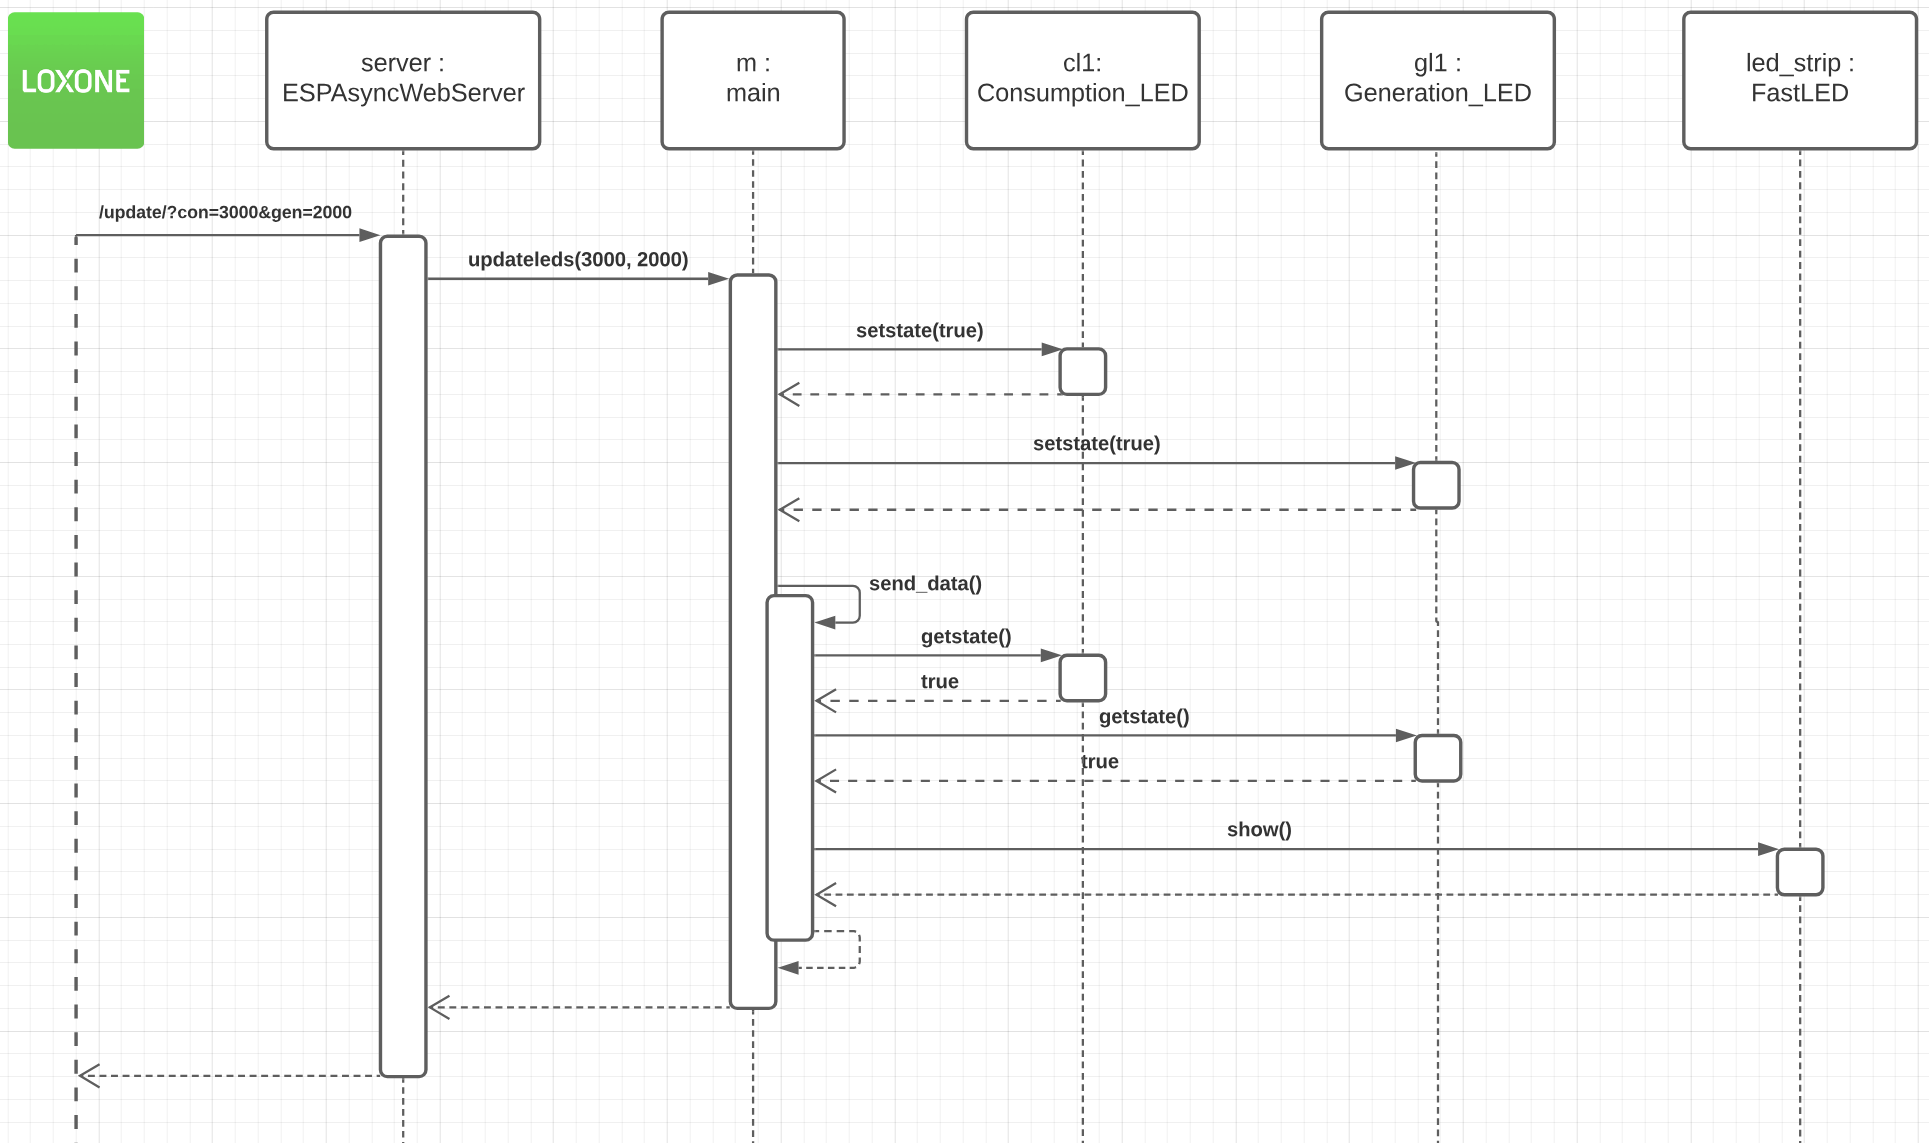 LOXONE
server :
ESPAsyncWebServer
m :
main
cl1:
Consumption_LED
gl1 :
Generation_LED
led_strip :
FastLED
/update/?con=3000&gen=2000
updateleds(3000, 2000)
setstate(true)
setstate(true)
send_data()
getstate()
true
getstate()
true
show()